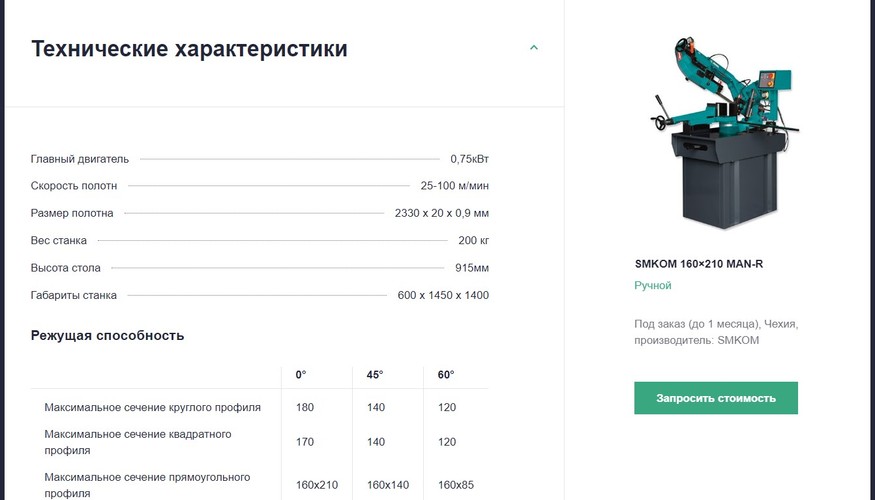 Технические характеристики
Главный двигатель 0,75кВт
Скорость полотн 25-100 м/мин
Размер полотна 2330 x 20 x 0,9 мм
Вес станка 200 кг
Высота стола 915мм
Габариты станка 600 x 1450 x 1400
Режущая способность
0° 45° 60°
Максимальное сечение круглого профиля 180 140 120
Максимальное сечение квадратного
профиля 170 140 120
Максимальное сечение прямоугольного
профиля 160x210 160x140 160x85
SMKOM 160×210 MAN-R
Ручной
Под заказ (до 1 месяца), Чехия,
производитель: SMKOM
Запросить стоимость